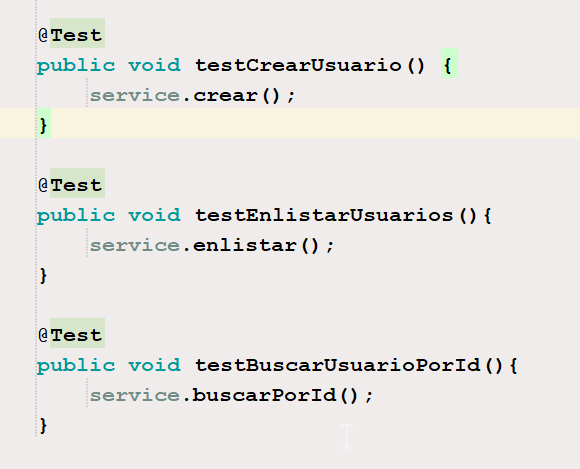 @Test
public void testCrearUsuario() {
service.crear();
}
@Test
public void testEnlistarUsuarios(){
service.enlistar();
}
@Test
public void testBuscarUsuarioPorId(){
service.buscarPorId();
}